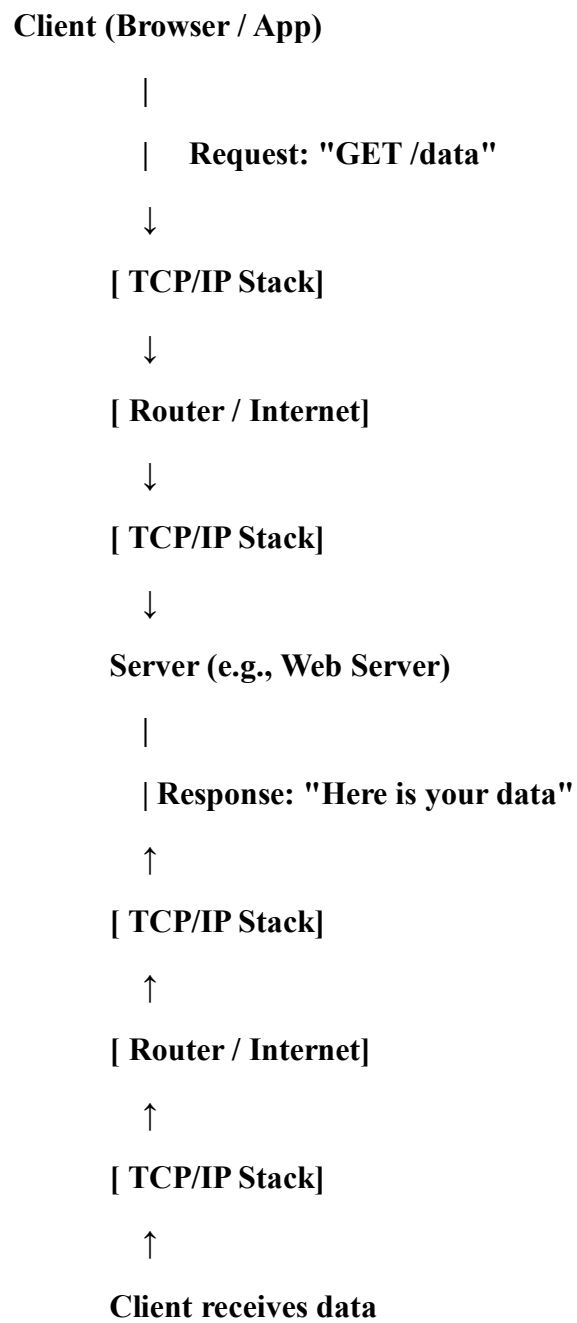 Client (Browser / App)
|
| Request: "GET /data"
↓
[ TCP/IP Stack]
↓
[ Router / Internet]
↓
[ TCP/IP Stack]
↓
Server (e.g., Web Server)
|
| Response: "Here is your data"
↑
[ TCP/IP Stack]
↑
[ Router / Internet]
↑
[ TCP/IP Stack]
↑
Client receives data